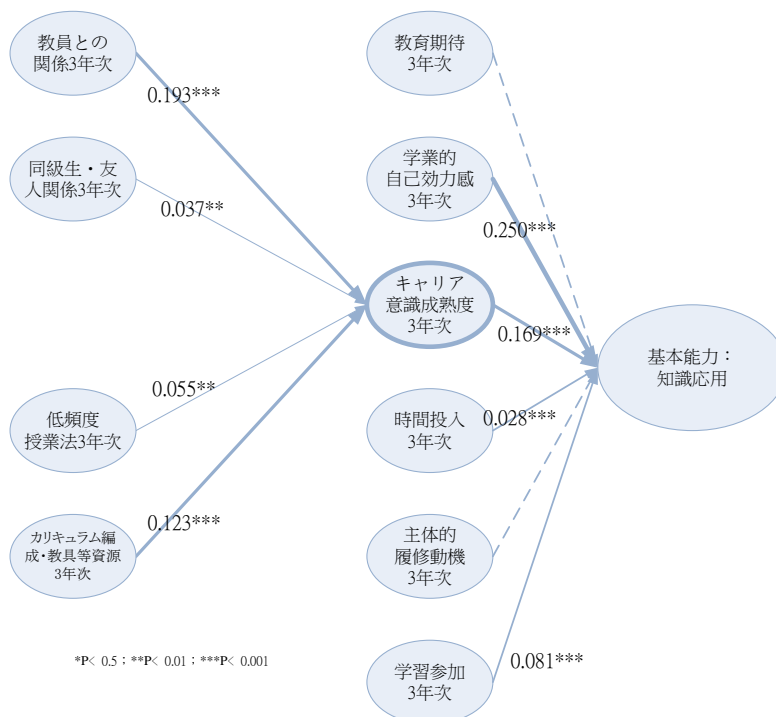 教員との
関係3年次
0.193***
同級生・友
人関係3年次
0.037**
低頻度
授業法3年次
0.055**
カリキュラム編
成・教具等資源
3年次
0.123***
教育期待
3年次
学業的
自己効力感
3年次
0.250***
キャリア
意識成熟度
3年次
0.169***
時間投入
3年次
0.028***
主体的
履修動機
3年次
学習参加
3年次
0.081***
基本能力：
知識応用
*P< 0.5；**P< 0.01；***P< 0.001